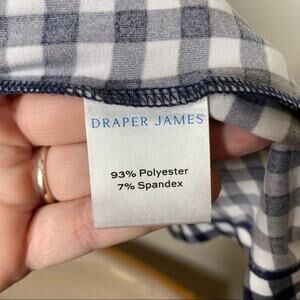 DRAPER JAMES
93% Polyester
7% Spandex